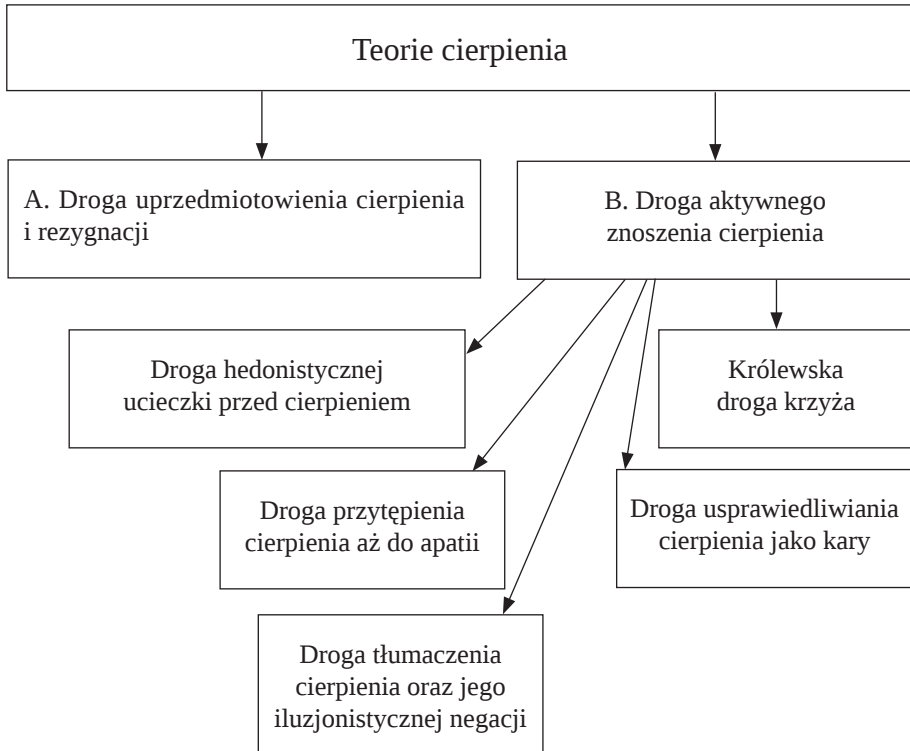 Teorie cierpienia
A. Droga uprzedmiotowienia cierpienia
i rezygnacji
B. Droga aktywnego
znoszenia cierpienia
Droga hedonistycznej
ucieczki przed cierpieniem
Królewska
droga krzyża
Droga przytępienia
cierpienia aż do apatii
Droga usprawiedliwiania
cierpienia jako kary
Droga tłumaczenia
cierpienia oraz jego
iluzjonistycznej negacji